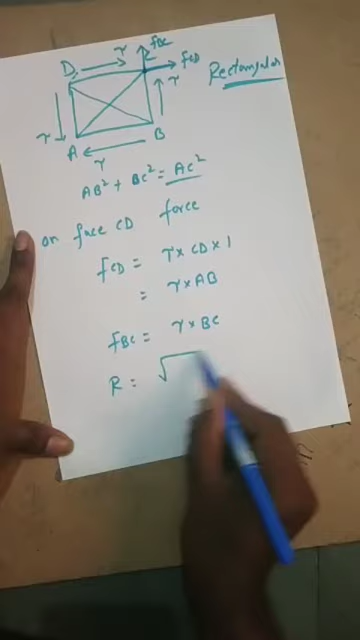 D τ fBC
fCD
τ τ Rectangular
A τ B
AB² + BC² = AC²
on face CD force
fCD = τ × CD × 1
= τ × AB
fBC = τ × BC
R = √